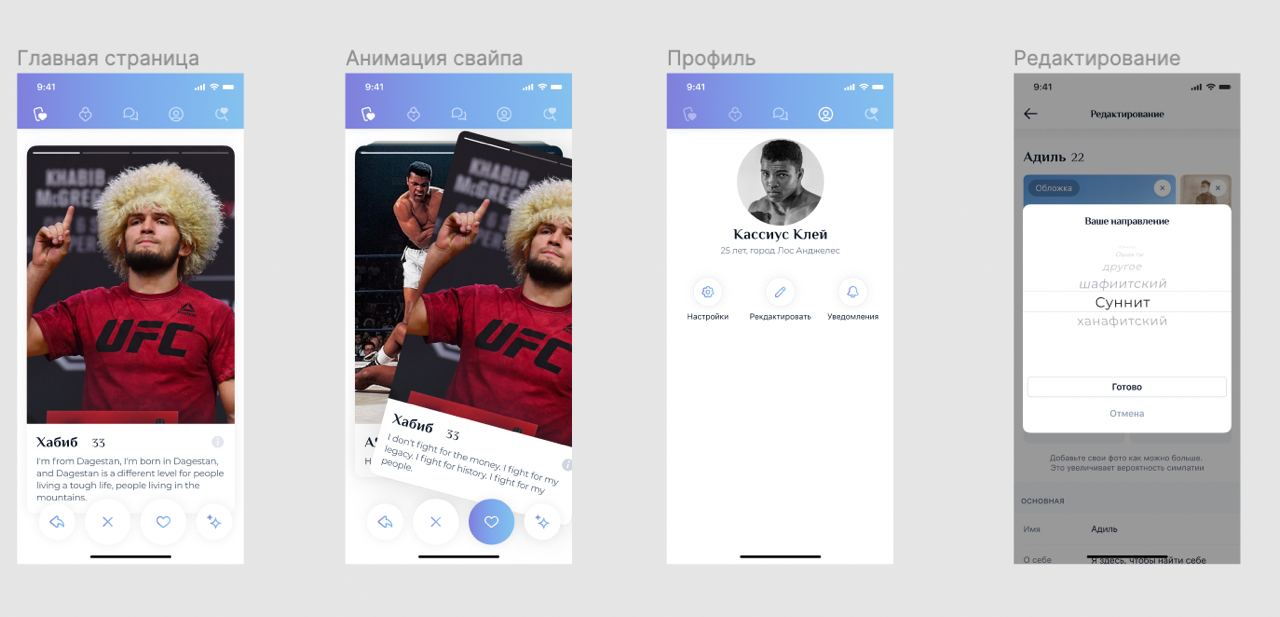 Главная страница
9:41
KHABIB
UFC
Хабиб 33
I'm from Dagestan, I'm born in Dagestan,
and Dagestan is a different level for people
living a tough life, people living in the
mountains.
Анимация свайпа
9:41
KHABIB
UFC
Хабиб 33
I don't fight for the money. I fight for my
legacy. I fight for history. I fight for my
people.
Профиль
9:41
Кассиус Клей
25 лет, город Лос Анджелес
Настройки
Рекдактировать
Уведомления
Редактирование
9:41
Редактирование
Адиль 22
Обложка
Ваше направление
другое
шафиитский
Суннит
ханафитский
Готово
Отмена
Добавьте свои фото как можно больше.
Это увеличит вероятность симпатии
ОСНОВНАЯ
Имя Адиль
О себе Я здесь, чтобы найти себе